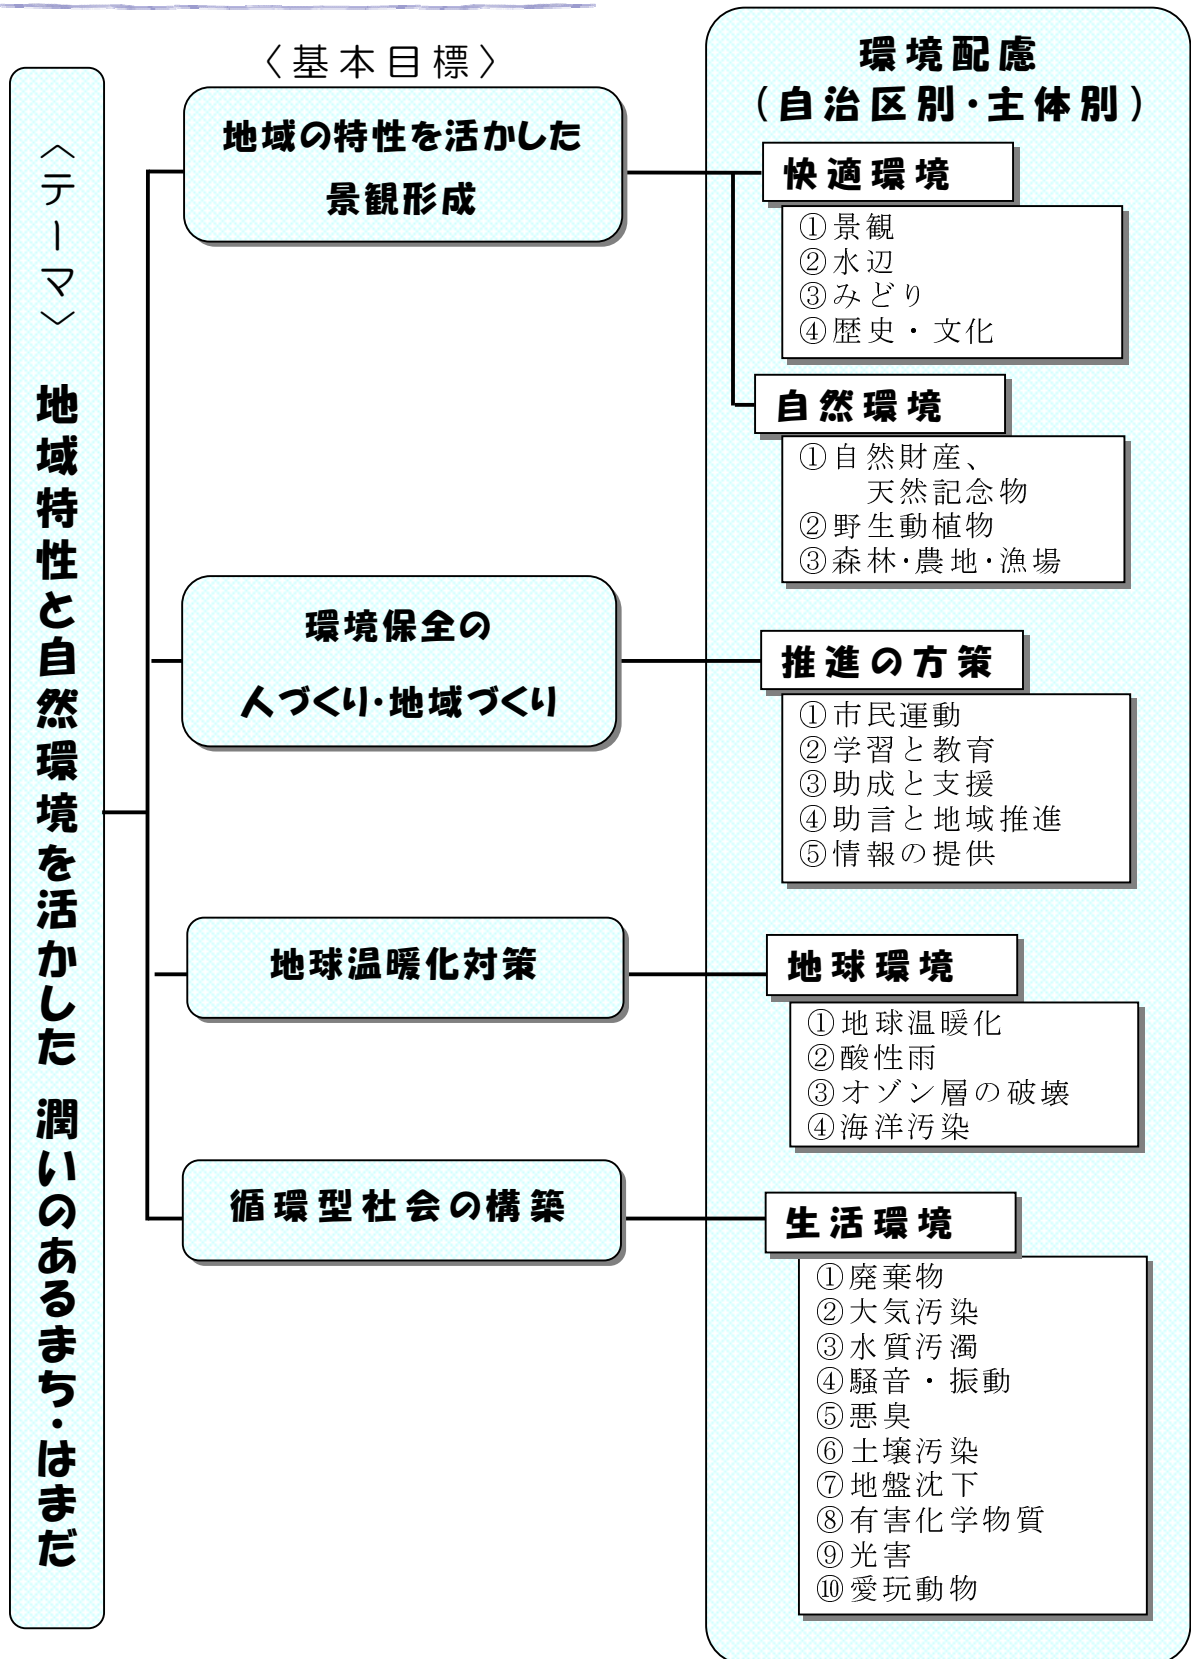 〈テーマ〉 地域特性と自然環境を活かした 潤いのあるまち・はまだ
〈基本目標〉
地域の特性を活かした
景観形成
環境保全の
人づくり・地域づくり
地球温暖化対策
循環型社会の構築
環境配慮
(自治区別・主体別)
快適環境
①景観
②水辺
③みどり
④歴史・文化
自然環境
①自然財産、
天然記念物
②野生動植物
③森林・農地・漁場
推進の方策
①市民運動
②学習と教育
③助成と支援
④助言と地域推進
⑤情報の提供
地球環境
①地球温暖化
②酸性雨
③オゾン層の破壊
④海洋汚染
生活環境
①廃棄物
②大気汚染
③水質汚濁
④騒音・振動
⑤悪臭
⑥土壌汚染
⑦地盤沈下
⑧有害化学物質
⑨光害
⑩愛玩動物